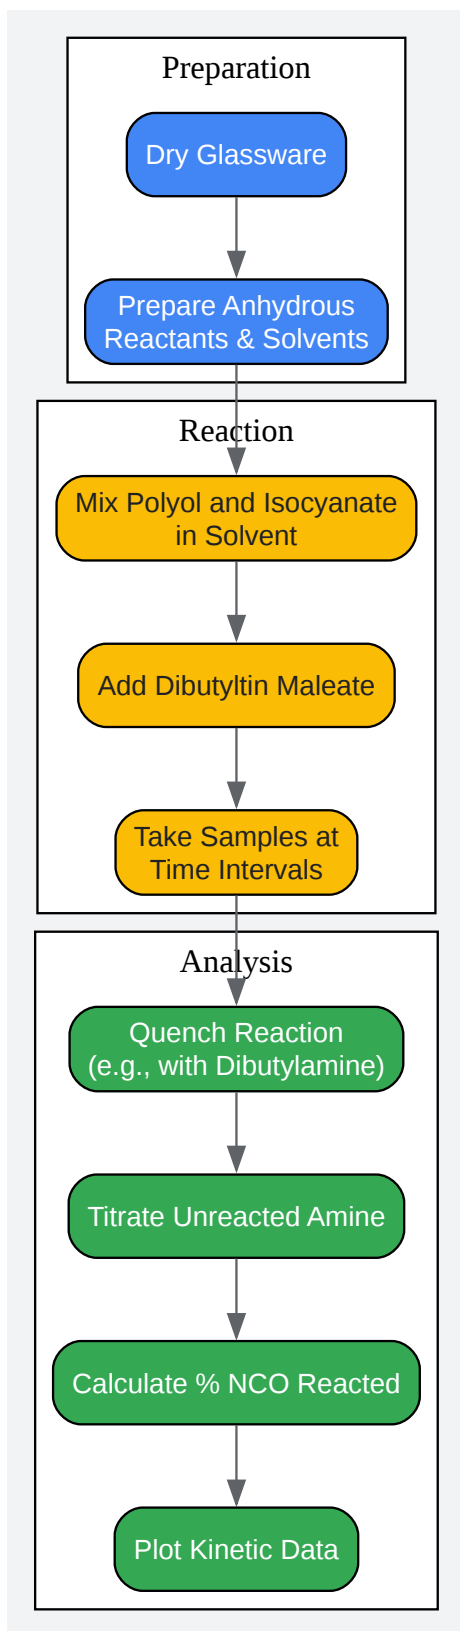 Preparation
Dry Glassware
Prepare Anhydrous
Reactants & Solvents
Reaction
Mix Polyol and Isocyanate
in Solvent
Add Dibutyltin Maleate
Take Samples at
Time Intervals
Analysis
Quench Reaction
(e.g., with Dibutylamine)
Titrate Unreacted Amine
Calculate % NCO Reacted
Plot Kinetic Data